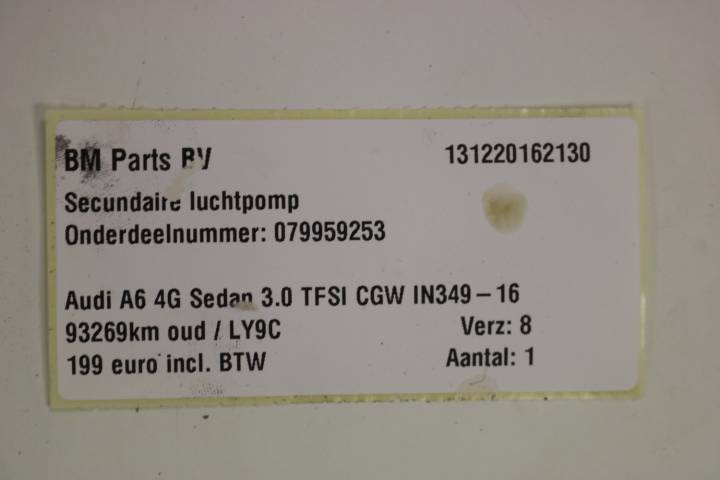 BM Parts BV 131220162130
Secundaire luchtpomp
Onderdeelnummer: 079959253
Audi A6 4G Sedan 3.0 TFSI CGW IN349-16
93269km oud / LY9C Verz: 8
199 euro incl. BTW Aantal: 1